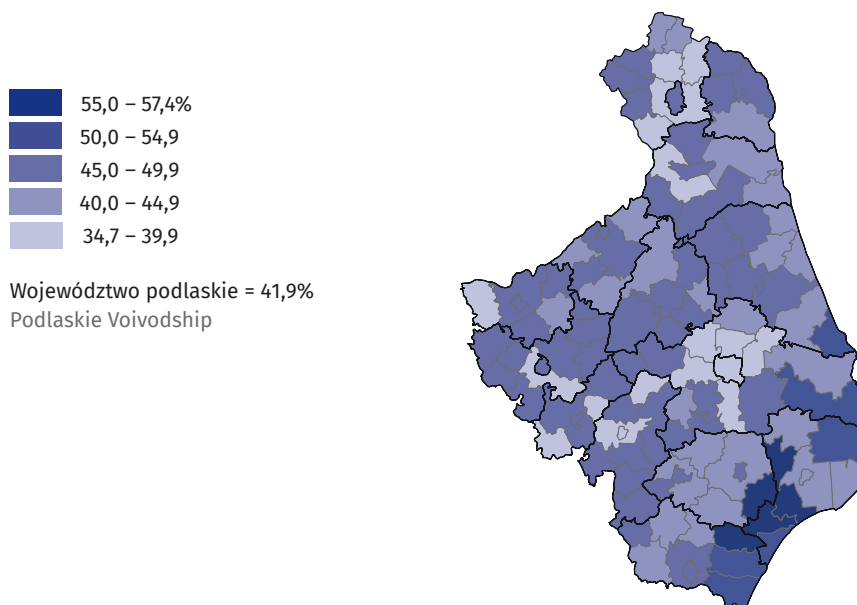 55,0 – 57,4%
50,0 – 54,9
45,0 – 49,9
40,0 – 44,9
34,7 – 39,9
Województwo podlaskie = 41,9%
Podlaskie Voivodship